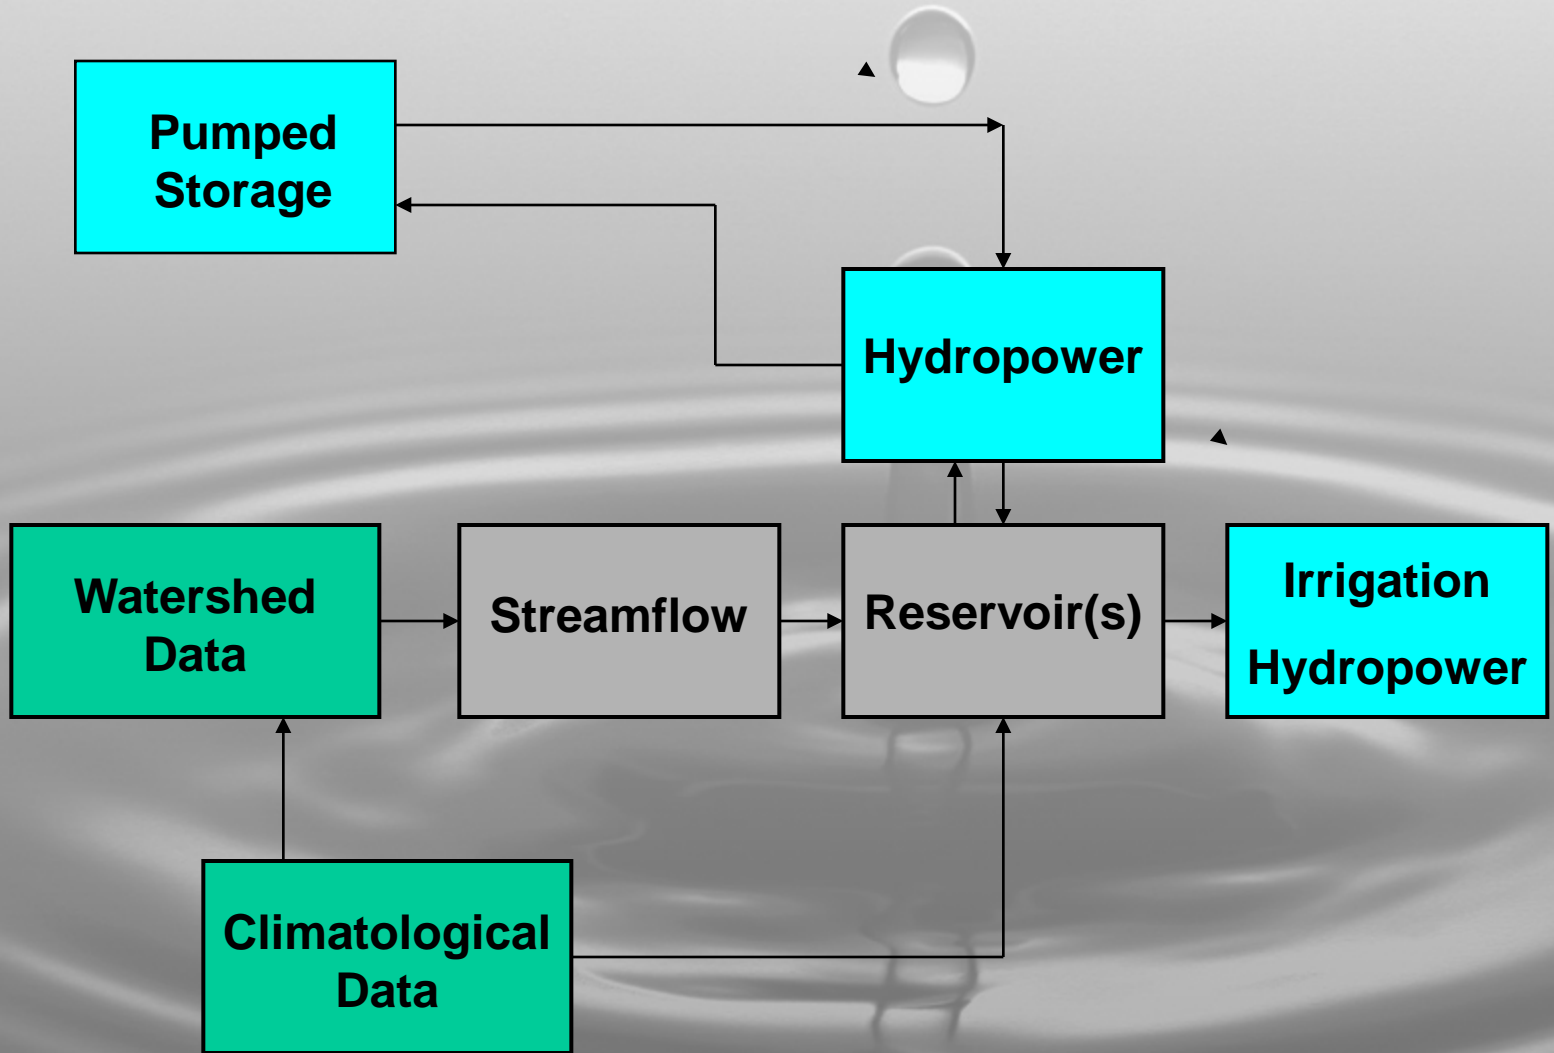 Pumped
Storage
Hydropower
Watershed
Data
Streamflow
Reservoir(s)
Irrigation
Hydropower
Climatological
Data